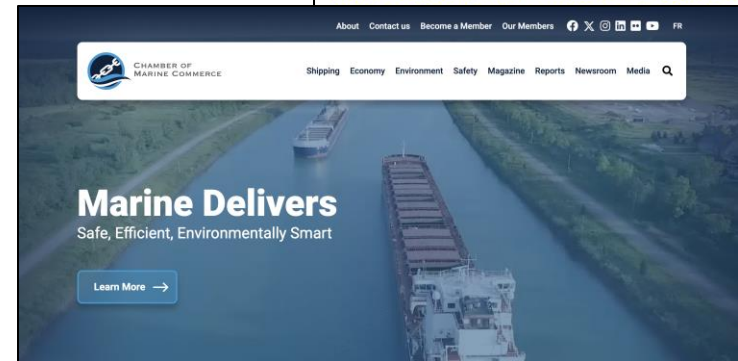 About Contact us Become a Member Our Members FR
CHAMBER OF
MARINE COMMERCE
Shipping Economy Environment Safety Magazine Reports Newsroom Media
Marine Delivers
Safe, Efficient, Environmentally Smart
Learn More →